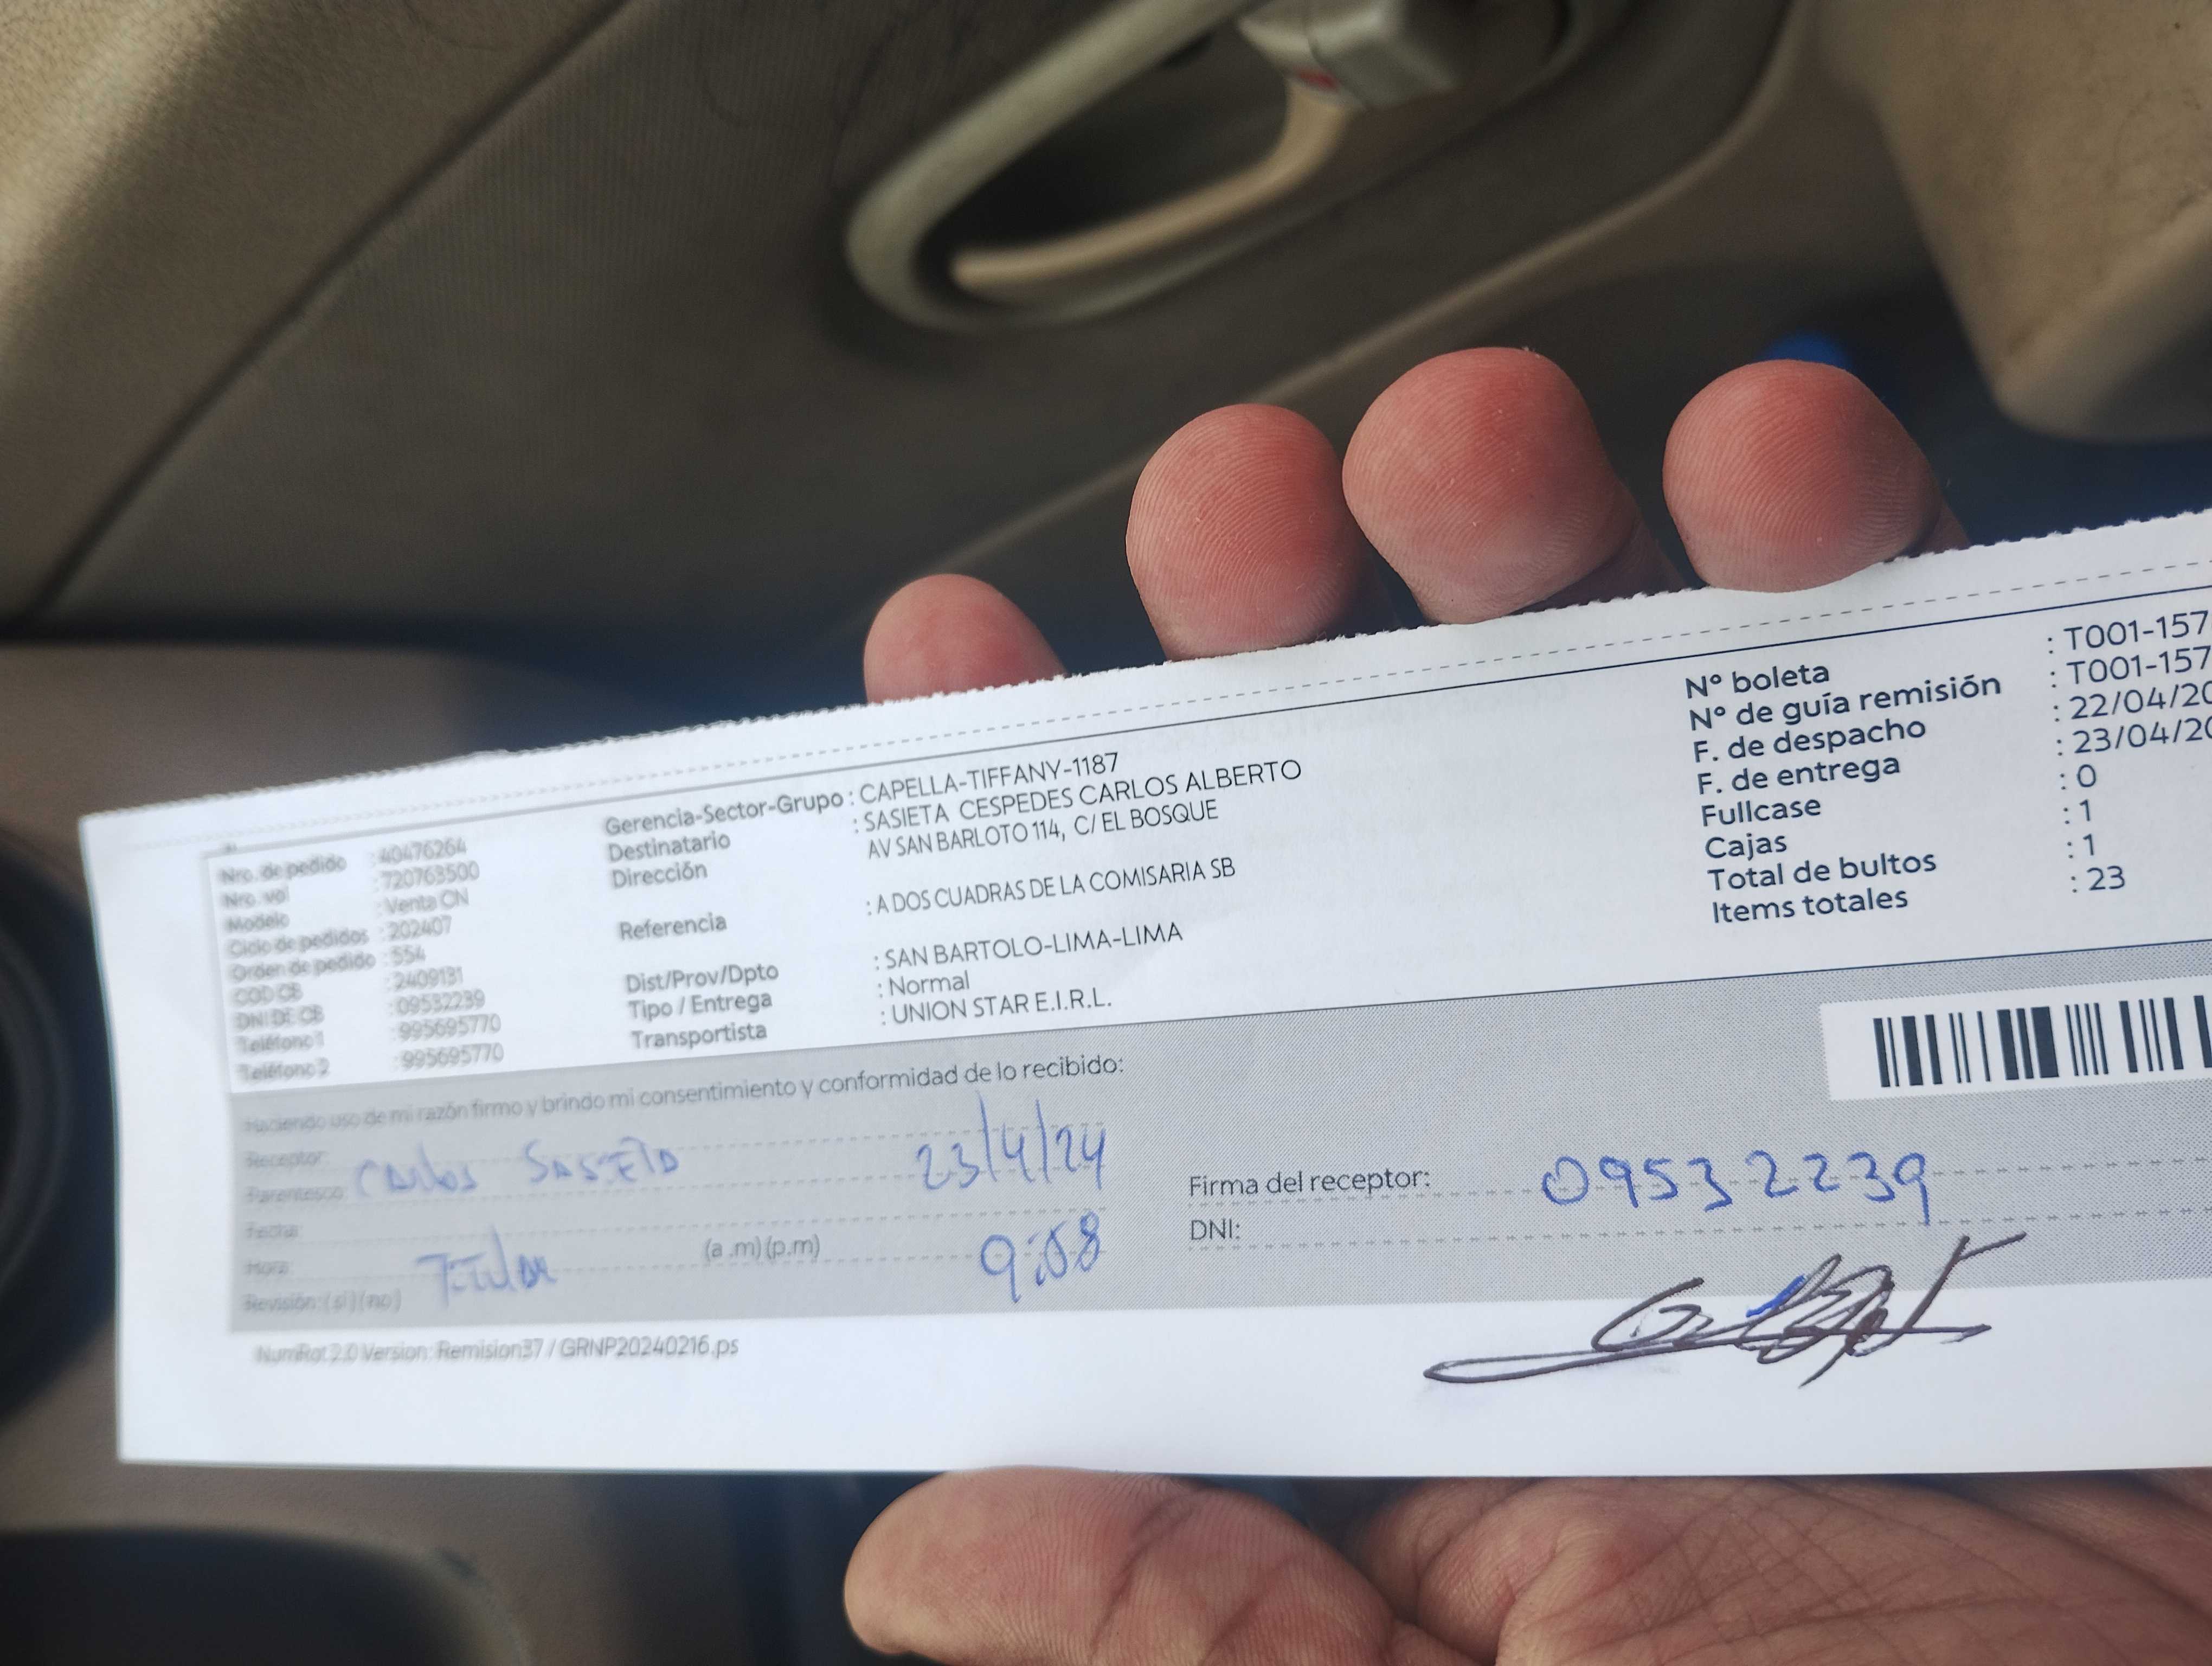 Nro. de pedido : 40476264
Nro. vol : 720763500
Modelo : Venta CN
Ciclo de pedidos : 202407
Orden de pedido : 554
COD CB : 2409131
DNI DE CB : 09532239
Teléfono 1 : 995695770
Teléfono 2 : 995695770
Gerencia-Sector-Grupo : CAPELLA-TIFFANY-1187
Destinatario : SASIETA CESPEDES CARLOS ALBERTO
Dirección AV SAN BARLOTO 114, C/ EL BOSQUE
Referencia : A DOS CUADRAS DE LA COMISARIA SB
Dist/Prov/Dpto : SAN BARTOLO-LIMA-LIMA
Tipo / Entrega : Normal
Transportista : UNION STAR E.I.R.L.
N° boleta : T001-157
N° de guía remisión : T001-157
F. de despacho : 22/04/20
F. de entrega : 23/04/20
Fullcase : 0
Cajas : 1
Total de bultos : 1
Items totales : 23
Haciendo uso de mi razón firmo y brindo mi consentimiento y conformidad de lo recibido:
Receptor: Carlos Sasieta 23/4/24
Parentesco:
Fecha:
Hora: Titular (a .m) (p.m) 9:58
Revisión: (si) (no)
Firma del receptor: 09532239
DNI:
NumRot 2.0 Version: Remision37 / GRNP20240216.ps